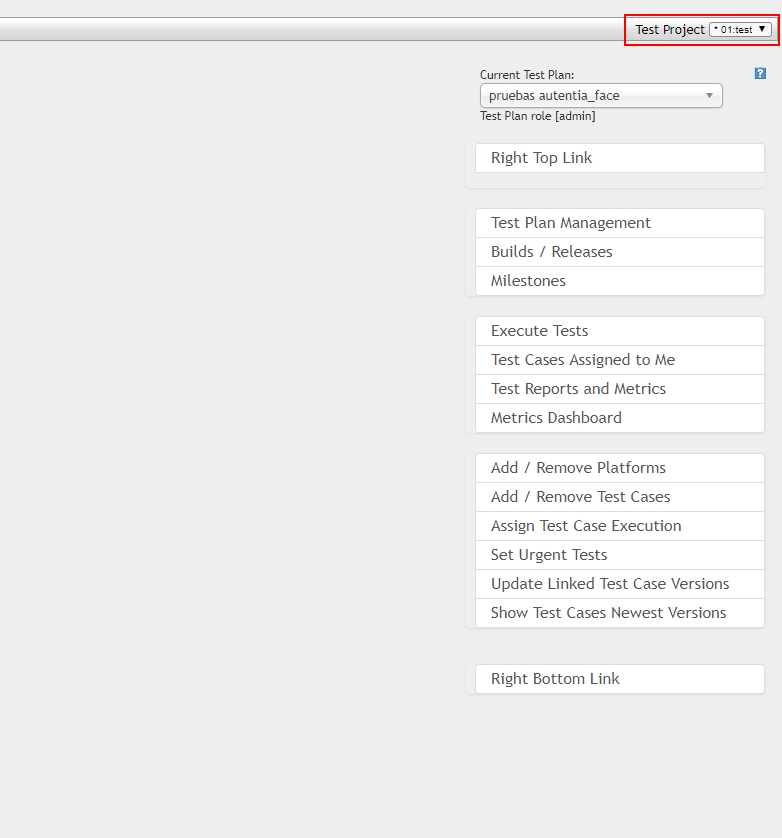 Test Project * 01:test ▼
?
Current Test Plan:
pruebas autentia_face
Test Plan role [admin]
Right Top Link
Test Plan Management
Builds / Releases
Milestones
Execute Tests
Test Cases Assigned to Me
Test Reports and Metrics
Metrics Dashboard
Add / Remove Platforms
Add / Remove Test Cases
Assign Test Case Execution
Set Urgent Tests
Update Linked Test Case Versions
Show Test Cases Newest Versions
Right Bottom Link